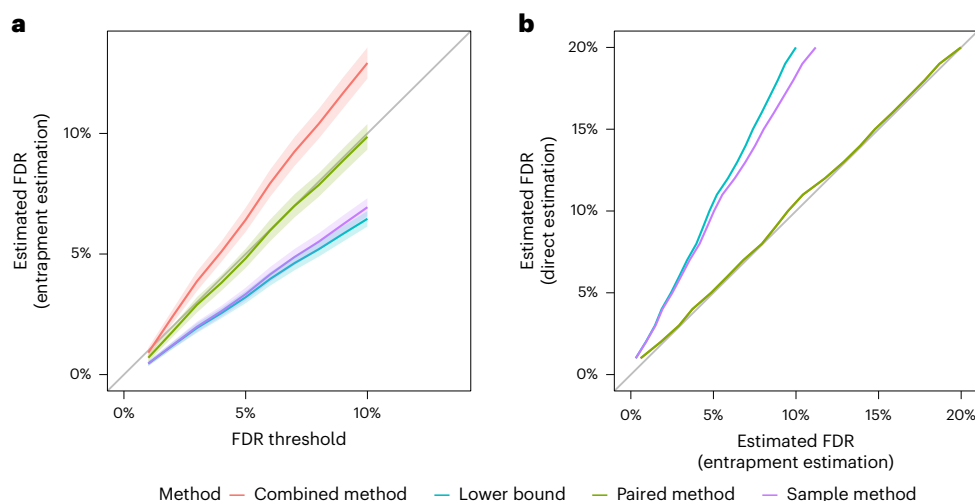 a
Estimated FDR
(entrapment estimation)
10%
5%
0%
0%
5%
10%
FDR threshold
b
Estimated FDR
(direct estimation)
20%
15%
10%
5%
0%
0%
5%
10%
15%
20%
Estimated FDR
(entrapment estimation)
Method
Combined method
Lower bound
Paired method
Sample method